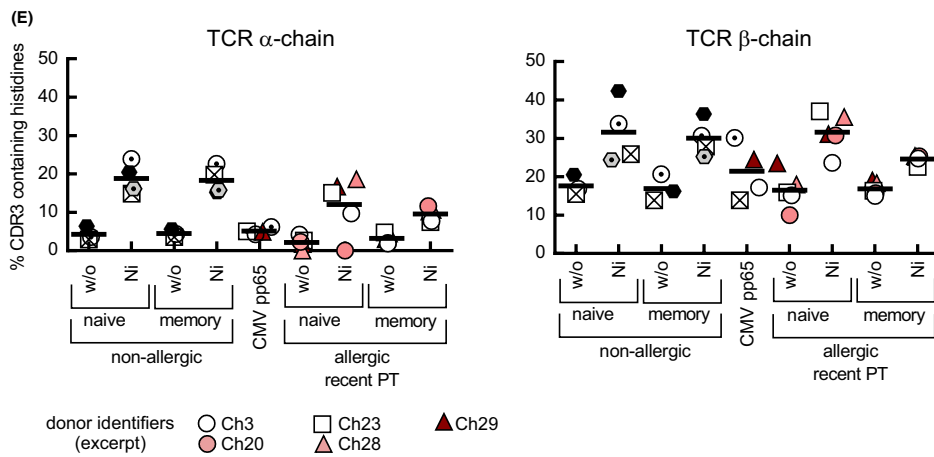 (E)
TCR α-chain
TCR β-chain
% CDR3 containing histidines
50
40
30
20
10
0
w/o
Ni
w/o
Ni
CMV pp65
w/o
Ni
w/o
Ni
naive
memory
naive
memory
non-allergic
allergic
recent PT
50
40
30
20
10
0
w/o
Ni
w/o
Ni
CMV pp65
w/o
Ni
w/o
Ni
naive
memory
naive
memory
non-allergic
allergic
recent PT
donor identifiers
(excerpt)
Ch3
Ch23
Ch29
Ch20
Ch28